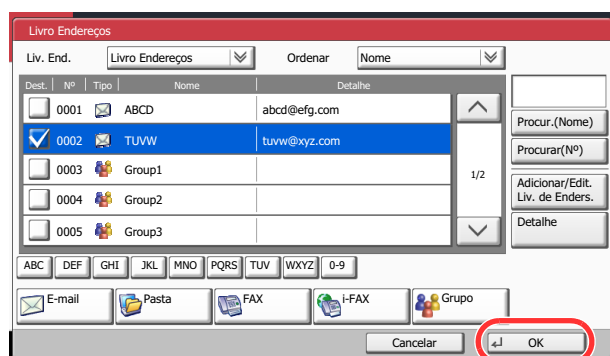 Livro Endereços
Liv. End. Livro Endereços Ordenar Nome
Dest. Nº Tipo Nome Detalhe
0001 ABCD abcd@efg.com
0002 TUVW tuvw@xyz.com
0003 Group1
0004 Group2
0005 Group3
1/2
Procur.(Nome)
Procurar(Nº)
Adicionar/Edit.
Liv. de Enders.
Detalhe
ABC DEF GHI JKL MNO PQRS TUV WXYZ 0-9
E-mail Pasta FAX i-FAX Grupo
Cancelar OK